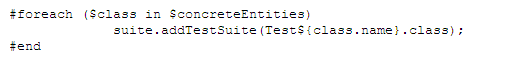 #foreach ($class in $concreteEntities)
            suite.addTestSuite(Test${class.name}.class);
#end